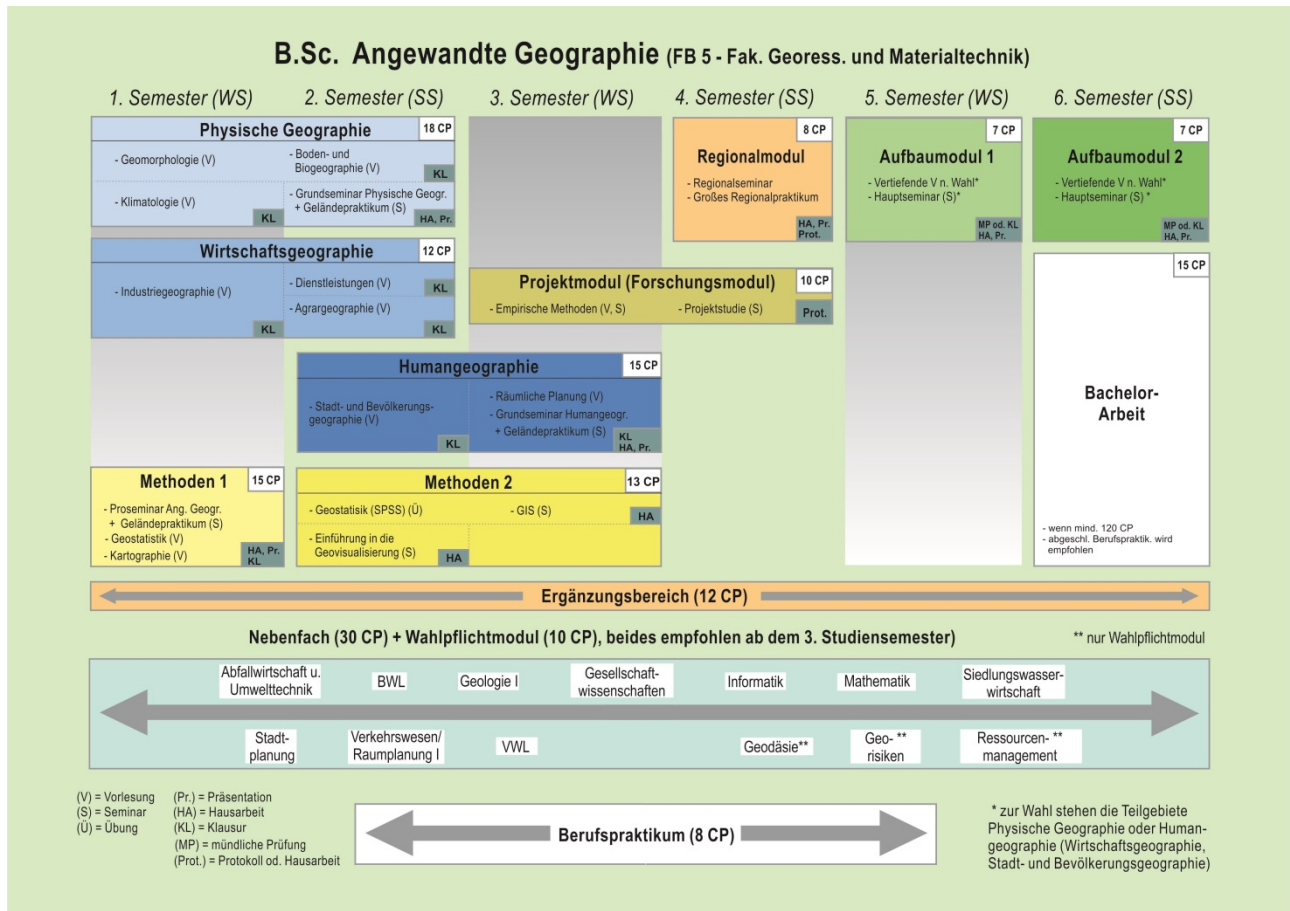 B.Sc. Angewandte Geographie (FB 5 - Fak. Georess. und Materialtechnik)
1. Semester (WS)
2. Semester (SS)
3. Semester (WS)
4. Semester (SS)
5. Semester (WS)
6. Semester (SS)
Physische Geographie
18 CP
- Geomorphologie (V)
- Boden- und
Biogeographie (V)
KL
- Klimatologie (V)
KL
- Grundseminar Physische Geogr.
+ Geländepraktikum (S)
HA, Pr.
Wirtschaftsgeographie
12 CP
- Industriegeographie (V)
KL
- Dienstleistungen (V)
KL
- Agrargeographie (V)
KL
Humangeographie
15 CP
- Stadt- und Bevölkerungs-
geographie (V)
KL
- Räumliche Planung (V)
- Grundseminar Humangeogr.
+ Geländepraktikum (S)
KL
HA, Pr.
Methoden 1
15 CP
- Proseminar Ang. Geogr.
+ Geländepraktikum (S)
- Geostatistik (V)
- Kartographie (V)
HA, Pr.
KL
Methoden 2
13 CP
- Geostatisik (SPSS) (Ü)
- GIS (S)
HA
- Einführung in die
Geovisualisierung (S)
HA
Regionalmodul
8 CP
- Regionalseminar
- Großes Regionalpraktikum
HA, Pr.
Prot.
Projektmodul (Forschungsmodul)
10 CP
- Empirische Methoden (V, S)
- Projektstudie (S)
Prot.
Aufbaumodul 1
7 CP
- Vertiefende V n. Wahl*
- Hauptseminar (S)*
MP od. KL
HA, Pr.
Aufbaumodul 2
7 CP
- Vertiefende V n. Wahl*
- Hauptseminar (S) *
MP od. KL
HA, Pr.
15 CP
Bachelor-
Arbeit
- wenn mind. 120 CP
- abgeschl. Berufspraktik. wird
empfohlen
Ergänzungsbereich (12 CP)
Nebenfach (30 CP) + Wahlpflichtmodul (10 CP), beides empfohlen ab dem 3. Studiensemester)
** nur Wahlpflichtmodul
Abfallwirtschaft u.
Umwelttechnik
BWL
Geologie I
Gesellschaft-
wissenschaften
Informatik
Mathematik
Siedlungswasser-
wirtschaft
Stadt-
planung
Verkehrswesen/
Raumplanung I
VWL
Geodäsie**
Geo- **
risiken
Ressourcen- **
management
(V) = Vorlesung
(S) = Seminar
(Ü) = Übung
(Pr.) = Präsentation
(HA) = Hausarbeit
(KL) = Klausur
(MP) = mündliche Prüfung
(Prot.) = Protokoll od. Hausarbeit
Berufspraktikum (8 CP)
* zur Wahl stehen die Teilgebiete
Physische Geographie oder Human-
geographie (Wirtschaftsgeographie,
Stadt- und Bevölkerungsgeographie)